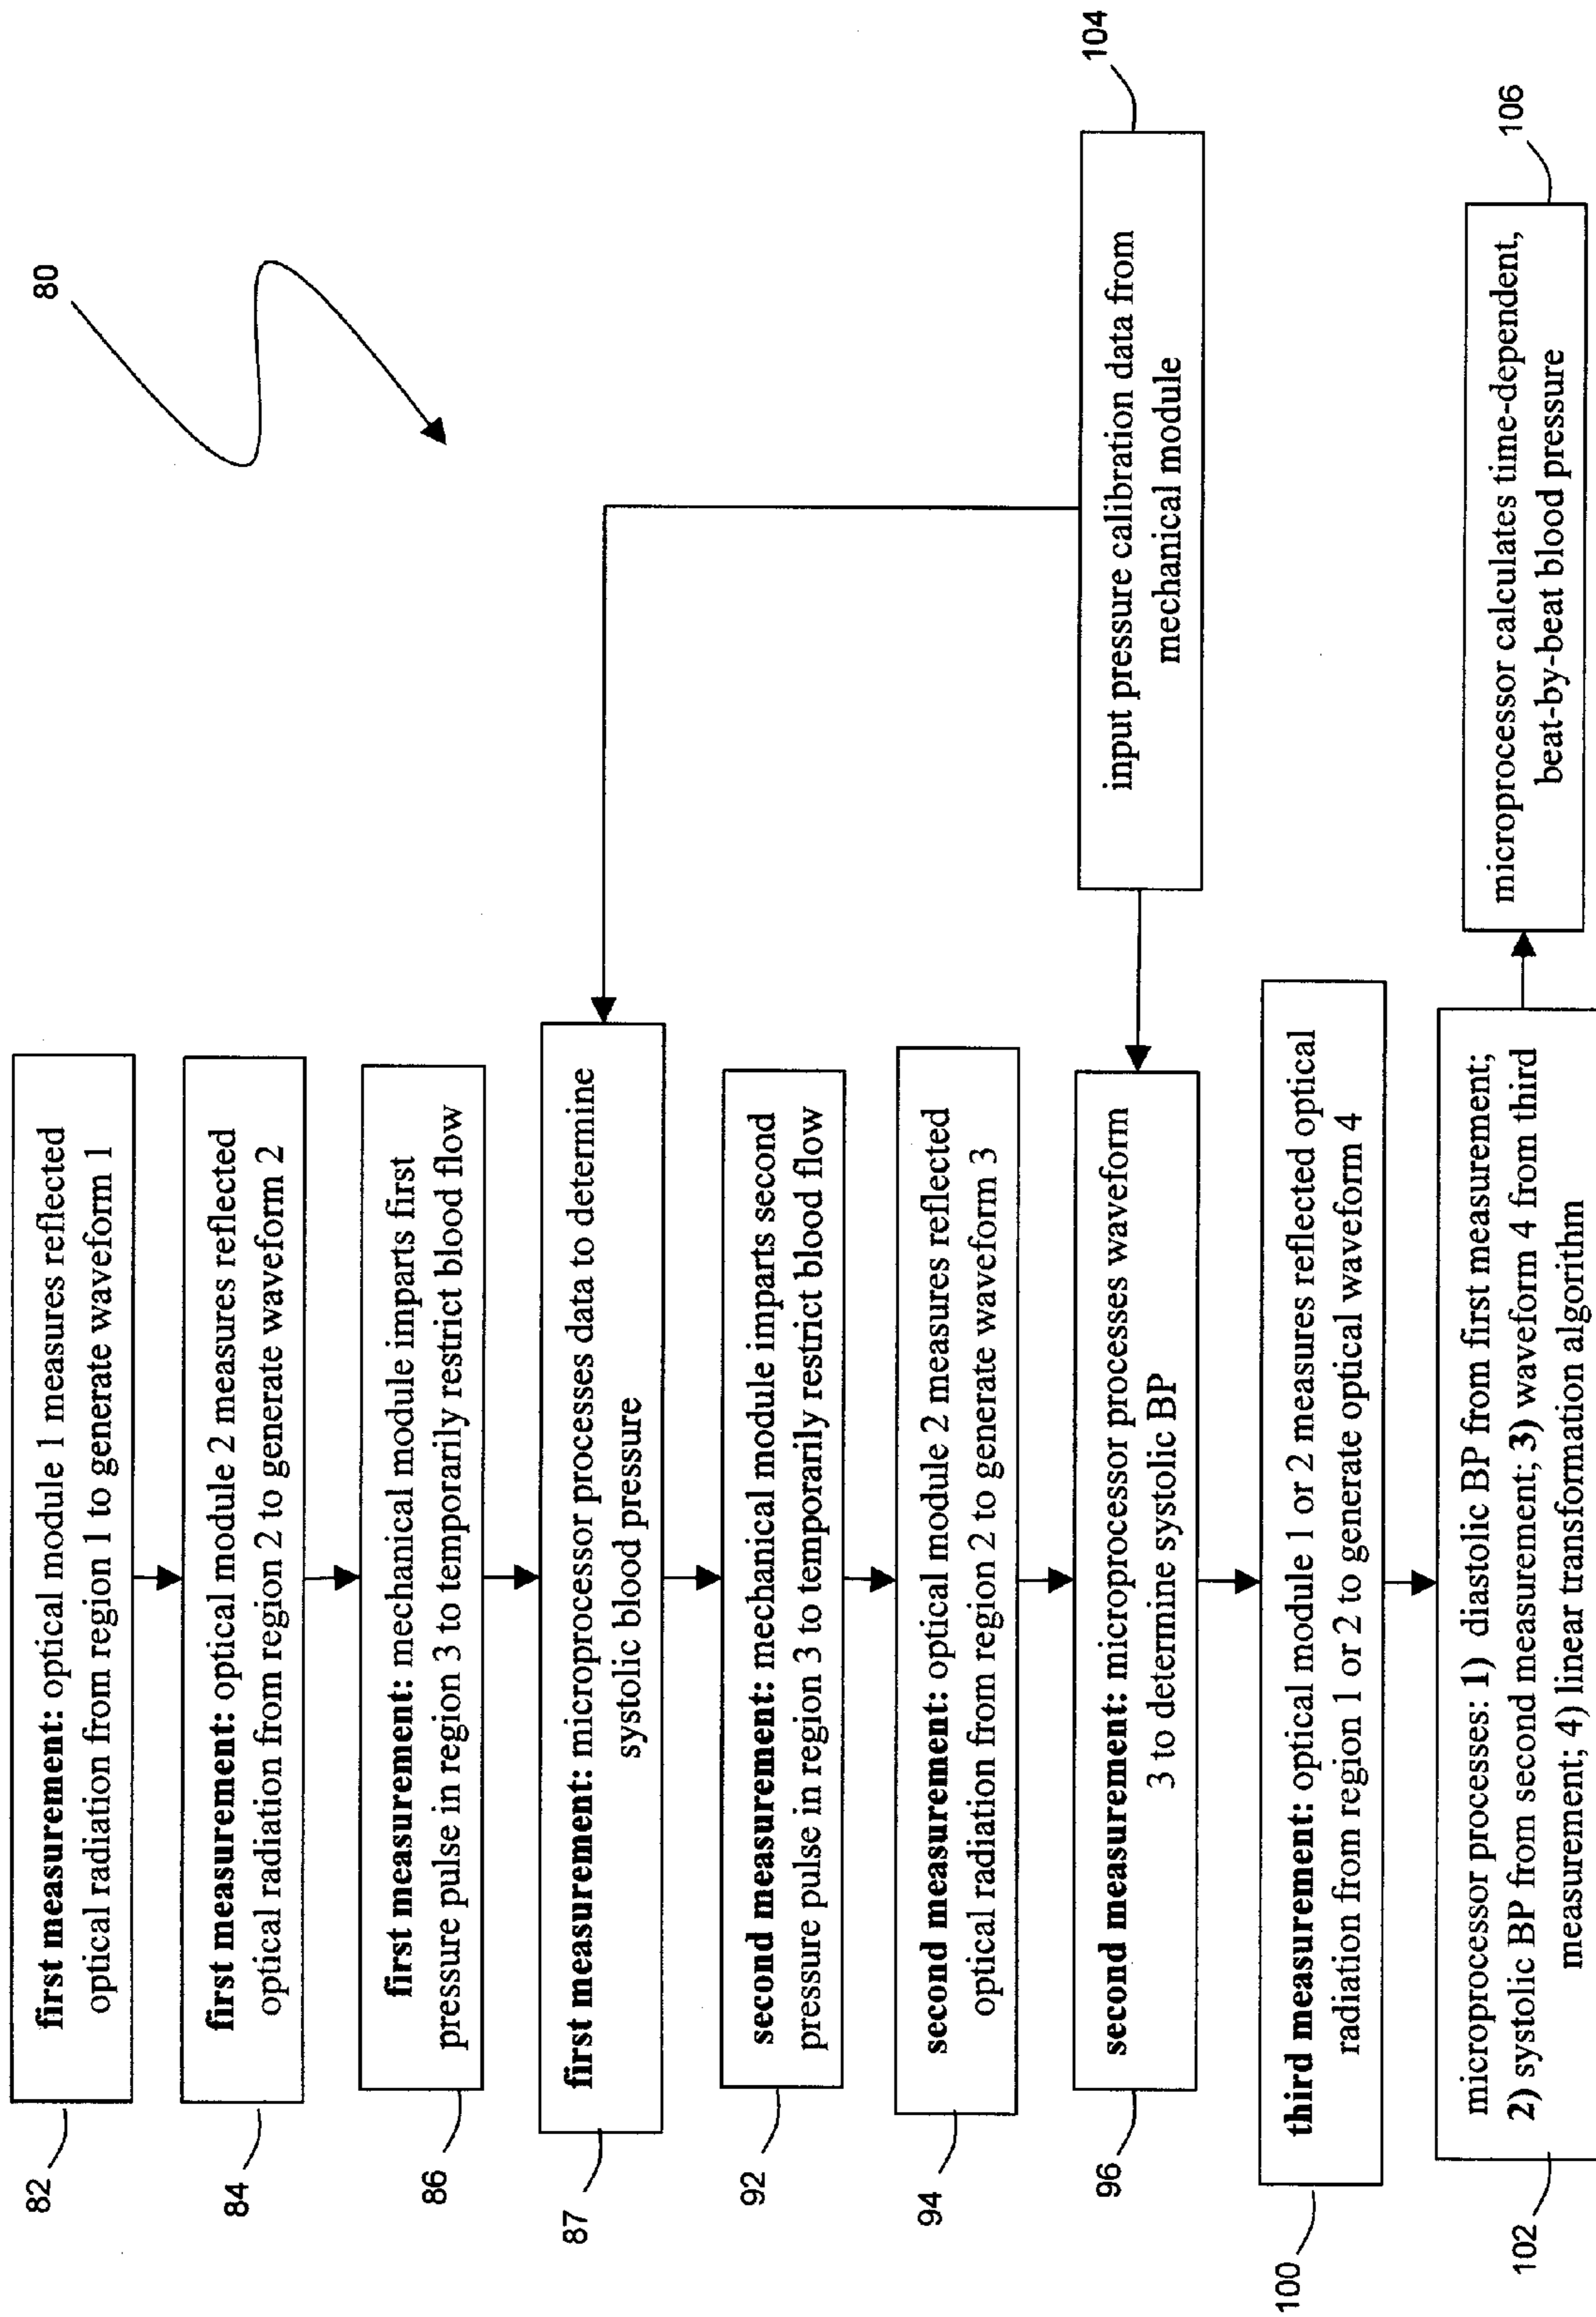 80
82
first measurement: optical module 1 measures reflected
optical radiation from region 1 to generate waveform 1
84
first measurement: optical module 2 measures reflected
optical radiation from region 2 to generate waveform 2
86
first measurement: mechanical module imparts first
pressure pulse in region 3 to temporarily restrict blood flow
87
first measurement: microprocessor processes data to determine
systolic blood pressure
92
second measurement: mechanical module imparts second
pressure pulse in region 3 to temporarily restrict blood flow
94
second measurement: optical module 2 measures reflected
optical radiation from region 2 to generate waveform 3
96
second measurement: microprocessor processes waveform
3 to determine systolic BP
104
input pressure calibration data from
mechanical module
100
third measurement: optical module 1 or 2 measures reflected optical
radiation from region 1 or 2 to generate optical waveform 4
102
microprocessor processes: 1) diastolic BP from first measurement;
2) systolic BP from second measurement; 3) waveform 4 from third
measurement; 4) linear transformation algorithm
106
microprocessor calculates time-dependent,
beat-by-beat blood pressure